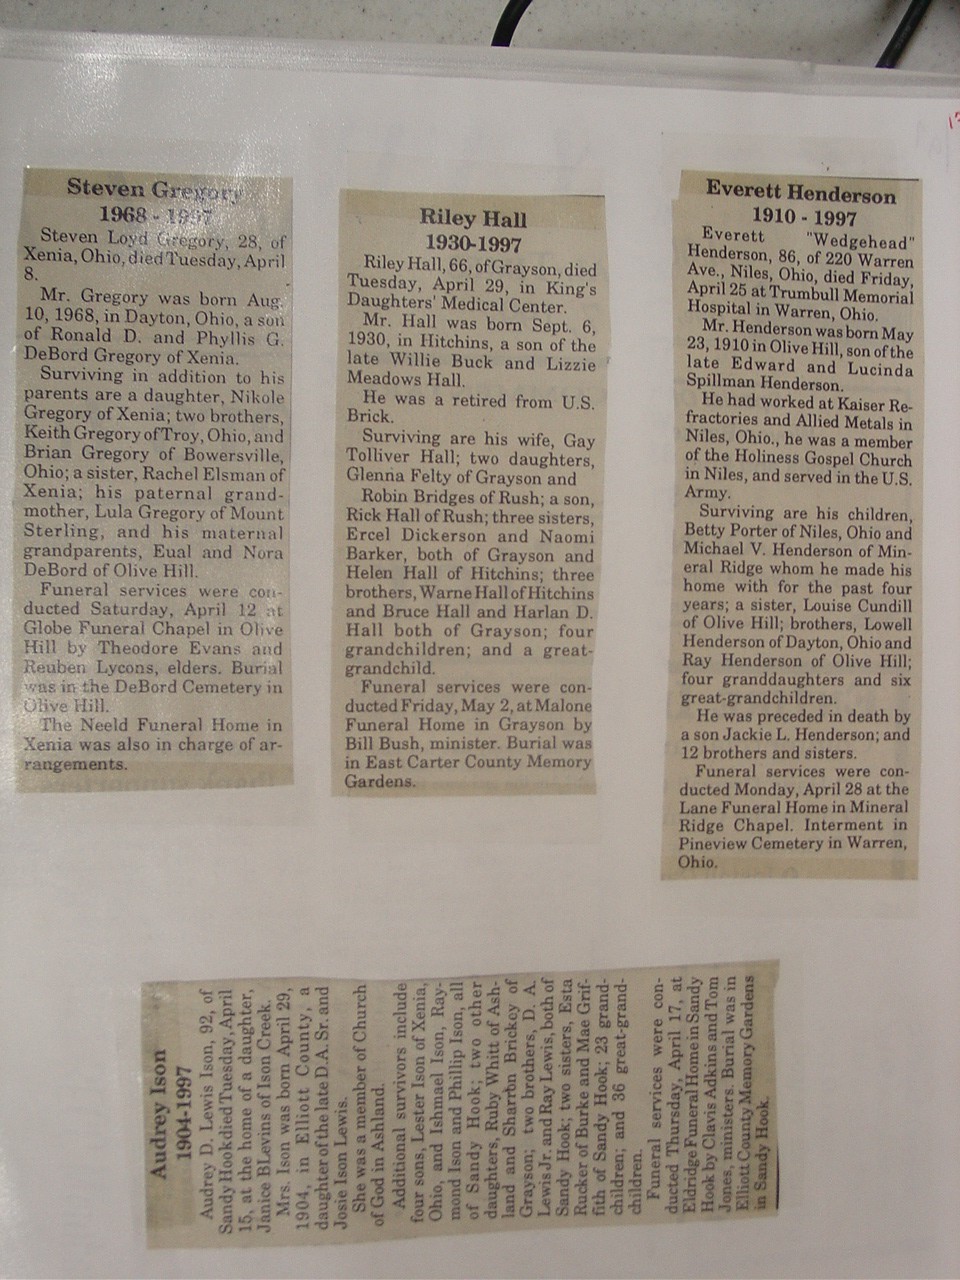 Steven Gregory
1968 - 1997
Steven Loyd Gregory, 28, of
Xenia, Ohio, died Tuesday, April
8.
Mr. Gregory was born Aug.
10, 1968, in Dayton, Ohio, a son
of Ronald D. and Phyllis G.
DeBord Gregory of Xenia.
Surviving in addition to his
parents are a daughter, Nikole
Gregory of Xenia; two brothers,
Keith Gregory of Troy, Ohio, and
Brian Gregory of Bowersville,
Ohio; a sister, Rachel Elsman of
Xenia; his paternal grand-
mother, Lula Gregory of Mount
Sterling, and his maternal
grandparents, Eual and Nora
DeBord of Olive Hill.
Funeral services were con-
ducted Saturday, April 12 at
Globe Funeral Chapel in Olive
Hill by Theodore Evans and
Reuben Lycons, elders. Burial
was in the DeBord Cemetery in
Olive Hill.
The Neeld Funeral Home in
Xenia was also in charge of ar-
rangements.
Riley Hall
1930-1997
Riley Hall, 66, of Grayson, died
Tuesday, April 29, in King's
Daughters' Medical Center.
Mr. Hall was born Sept. 6,
1930, in Hitchins, a son of the
late Willie Buck and Lizzie
Meadows Hall.
He was a retired from U.S.
Brick.
Surviving are his wife, Gay
Tolliver Hall; two daughters,
Glenna Felty of Grayson and
Robin Bridges of Rush; a son,
Rick Hall of Rush; three sisters,
Ercel Dickerson and Naomi
Barker, both of Grayson and
Helen Hall of Hitchins; three
brothers, Warne Hall of Hitchins
and Bruce Hall and Harlan D.
Hall both of Grayson; four
grandchildren; and a great-
grandchild.
Funeral services were con-
ducted Friday, May 2, at Malone
Funeral Home in Grayson by
Bill Bush, minister. Burial was
in East Carter County Memory
Gardens.
Everett Henderson
1910 - 1997
Everett "Wedgehead"
Henderson, 86, of 220 Warren
Ave., Niles, Ohio, died Friday,
April 25 at Trumbull Memorial
Hospital in Warren, Ohio.
Mr. Henderson was born May
23, 1910 in Olive Hill, son of the
late Edward and Lucinda
Spillman Henderson.
He had worked at Kaiser Re-
fractories and Allied Metals in
Niles, Ohio., he was a member
of the Holiness Gospel Church
in Niles, and served in the U.S.
Army.
Surviving are his children,
Betty Porter of Niles, Ohio and
Michael V. Henderson of Min-
eral Ridge whom he made his
home with for the past four
years; a sister, Louise Cundill
of Olive Hill; brothers, Lowell
Henderson of Dayton, Ohio and
Ray Henderson of Olive Hill;
four granddaughters and six
great-grandchildren.
He was preceded in death by
a son Jackie L. Henderson; and
12 brothers and sisters.
Funeral services were con-
ducted Monday, April 28 at the
Lane Funeral Home in Mineral
Ridge Chapel. Interment in
Pineview Cemetery in Warren,
Ohio.
Audrey Ison
1904-1997
Audrey D. Lewis Ison, 92, of
Sandy Hook died Tuesday, April
15, at the home of a daughter,
Janice BLevins of Ison Creek.
Mrs. Ison was born April 29,
1904, in Elliott County, a
daughter of the late D.A. Sr. and
Josie Ison Lewis.
She was a member of Church
of God in Ashland.
Additional survivors include
four sons, Lester Ison of Xenia,
Ohio, and Ishmael Ison, Ray-
mond Ison and Phillip Ison, all
of Sandy Hook; two other
daughters, Ruby Whitt of Ash-
land and Sharron Brickey of
Grayson; two brothers, D. A.
Lewis Jr. and Ray Lewis, both of
Sandy Hook; two sisters, Esta
Rucker of Burke and Mae Grif-
fith of Sandy Hook; 23 grand-
children; and 36 great-grand-
children.
Funeral services were con-
ducted Thursday, April 17, at
Eldridge Funeral Home in Sandy
Hook by Clavis Adkins and Tom
Jones, ministers. Burial was in
Elliott County Memory Gardens
in Sandy Hook.